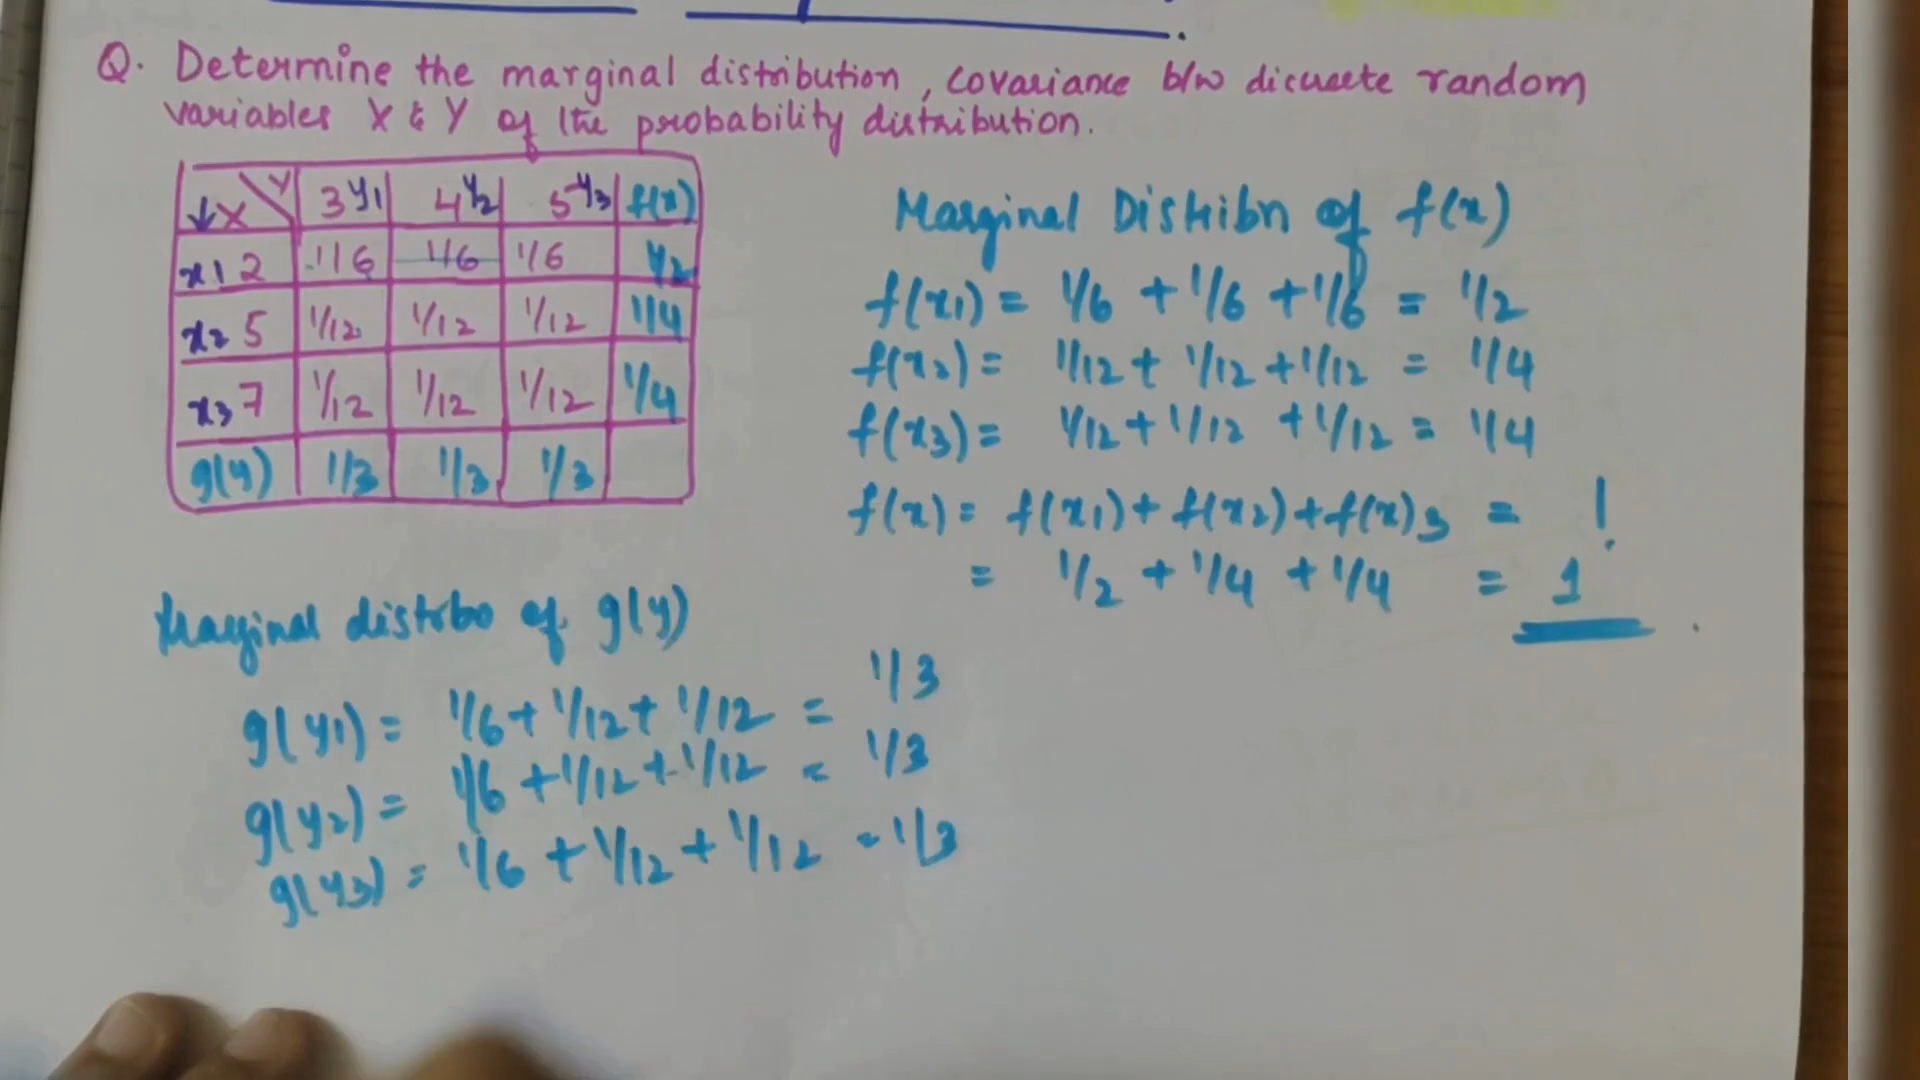 Q. Determine the marginal distribution, covariance b/w dicusete random
variables X & Y of the probability distribution.
↓X \ Y 3 y1 4 y2 5 y3 f(x)
x1 2 1/6 1/6 1/6 1/2
x2 5 1/12 1/12 1/12 1/4
x3 7 1/12 1/12 1/12 1/4
g(y) 1/3 1/3 1/3
Marginal Distribn of f(x)
f(x1) = 1/6 + 1/6 + 1/6 = 1/2
f(x2) = 1/12 + 1/12 + 1/12 = 1/4
f(x3) = 1/12 + 1/12 + 1/12 = 1/4
f(x) = f(x1) + f(x2) + f(x)3 = 1
= 1/2 + 1/4 + 1/4 = 1
Marginal distrbo of g(y)
g(y1) = 1/6 + 1/12 + 1/12 = 1/3
g(y2) = 1/6 + 1/12 + 1/12 = 1/3
g(y3) = 1/6 + 1/12 + 1/12 = 1/3